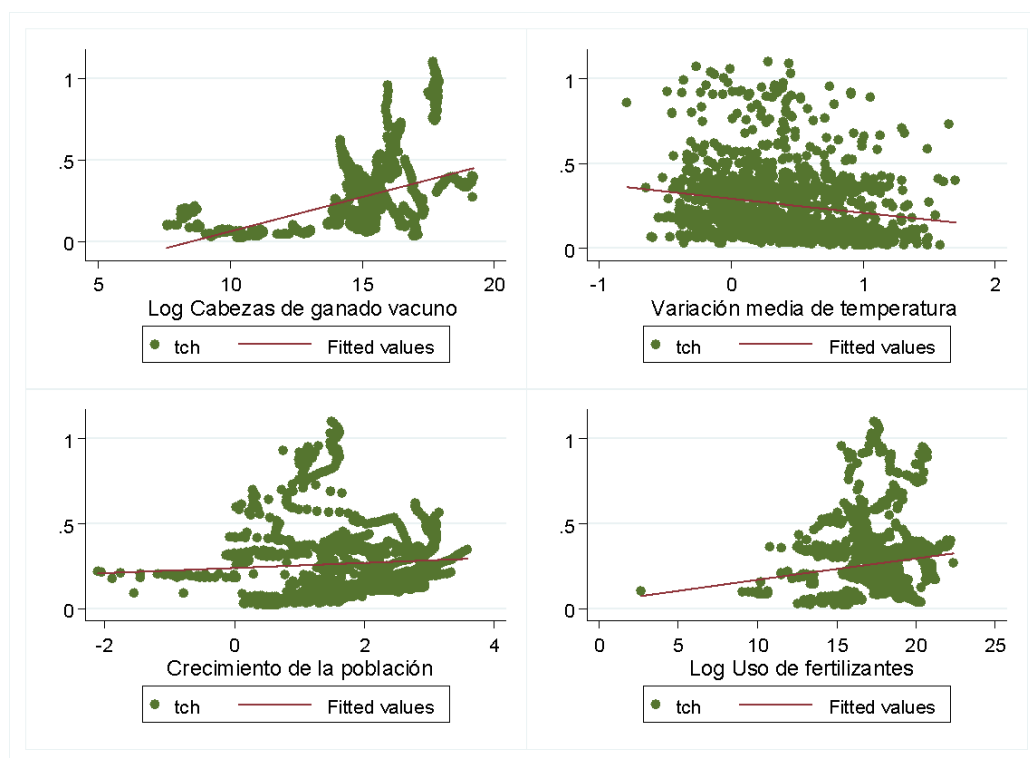 1
.5
0
5 10 15 20
Log Cabezas de ganado vacuno
tch Fitted values
1
.5
0
-1 0 1 2
Variación media de temperatura
tch Fitted values
1
.5
0
-2 0 2 4
Crecimiento de la población
tch Fitted values
1
.5
0
0 5 10 15 20 25
Log Uso de fertilizantes
tch Fitted values